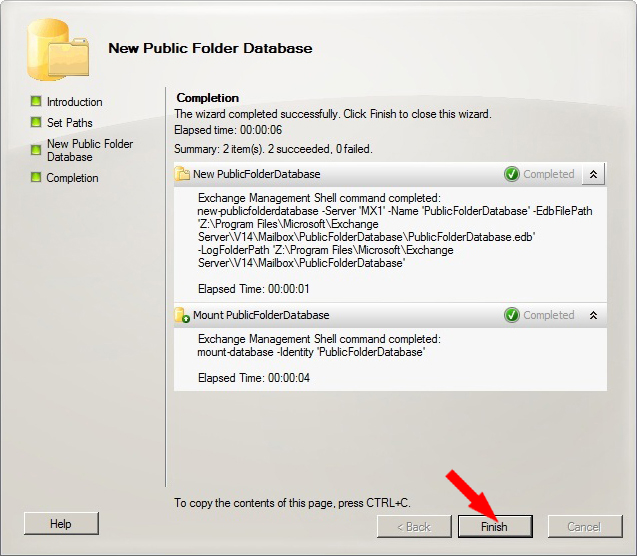 New Public Folder Database
Introduction
Set Paths
New Public Folder
Database
Completion
Completion
The wizard completed successfully. Click Finish to close this wizard.
Elapsed time: 00:00:06
Summary: 2 item(s). 2 succeeded, 0 failed.
New PublicFolderDatabase Completed
Exchange Management Shell command completed:
new-publicfolderdatabase -Server 'MX1' -Name 'PublicFolderDatabase' -EdbFilePath
'Z:\Program Files\Microsoft\Exchange
Server\V14\Mailbox\PublicFolderDatabase\PublicFolderDatabase.edb'
-LogFolderPath 'Z:\Program Files\Microsoft\Exchange
Server\V14\Mailbox\PublicFolderDatabase'
Elapsed Time: 00:00:01
Mount PublicFolderDatabase Completed
Exchange Management Shell command completed:
mount-database -Identity 'PublicFolderDatabase'
Elapsed Time: 00:00:04
To copy the contents of this page, press CTRL+C.
Help < Back Finish Cancel